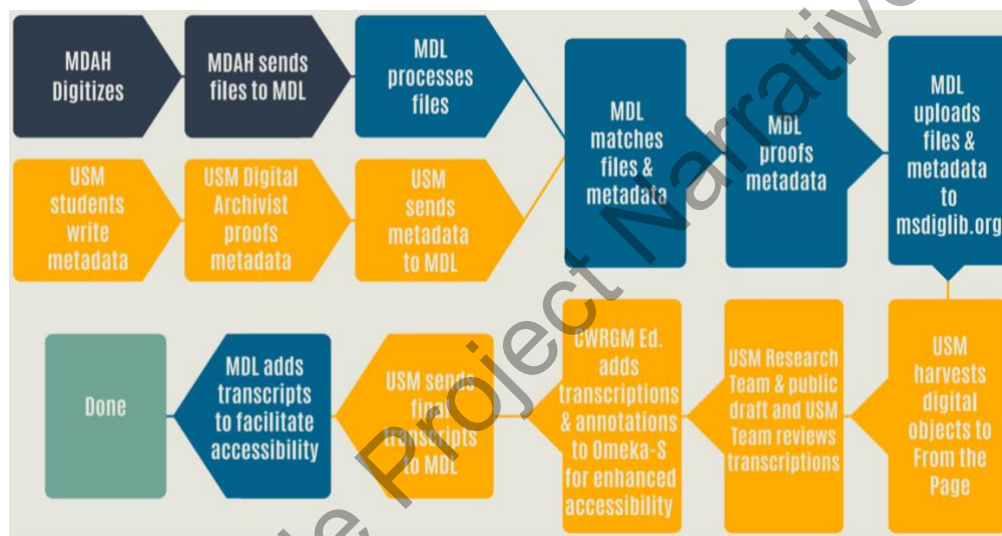 MDAH
Digitizes
MDAH sends
files to MDL
MDL
processes
files
USM
students
write
metadata
USM Digital
Archivist
proofs
metadata
USM
sends
metadata
to MDL
MDL
matches
files &
metadata
MDL
proofs
metadata
MDL
uploads
files &
metadata
to
msdiglib.org
USM
harvests
digital
objects to
From the
Page
USM Research
Team & public
draft and USM
Team reviews
transcriptions
CWRGM Ed.
adds
transcriptions
& annotations
to Omeka-S
for enhanced
accessibility
USM sends
final
transcripts
to MDL
MDL adds
transcripts
to facilitate
accessibility
Done
Project Narrative